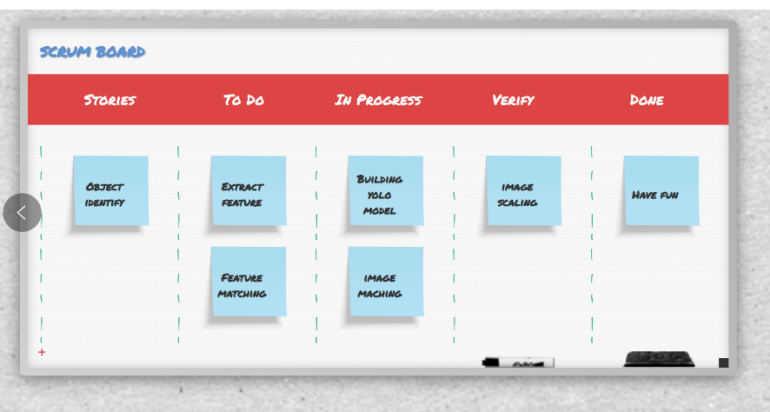 SCRUM BOARD
STORIES TO DO IN PROGRESS VERIFY DONE
OBJECT
IDENTIFY
EXTRACT
FEATURE
BUILDING
YOLO
MODEL
IMAGE
SCALING
HAVE FUN
FEATURE
MATCHING
IMAGE
MACHING